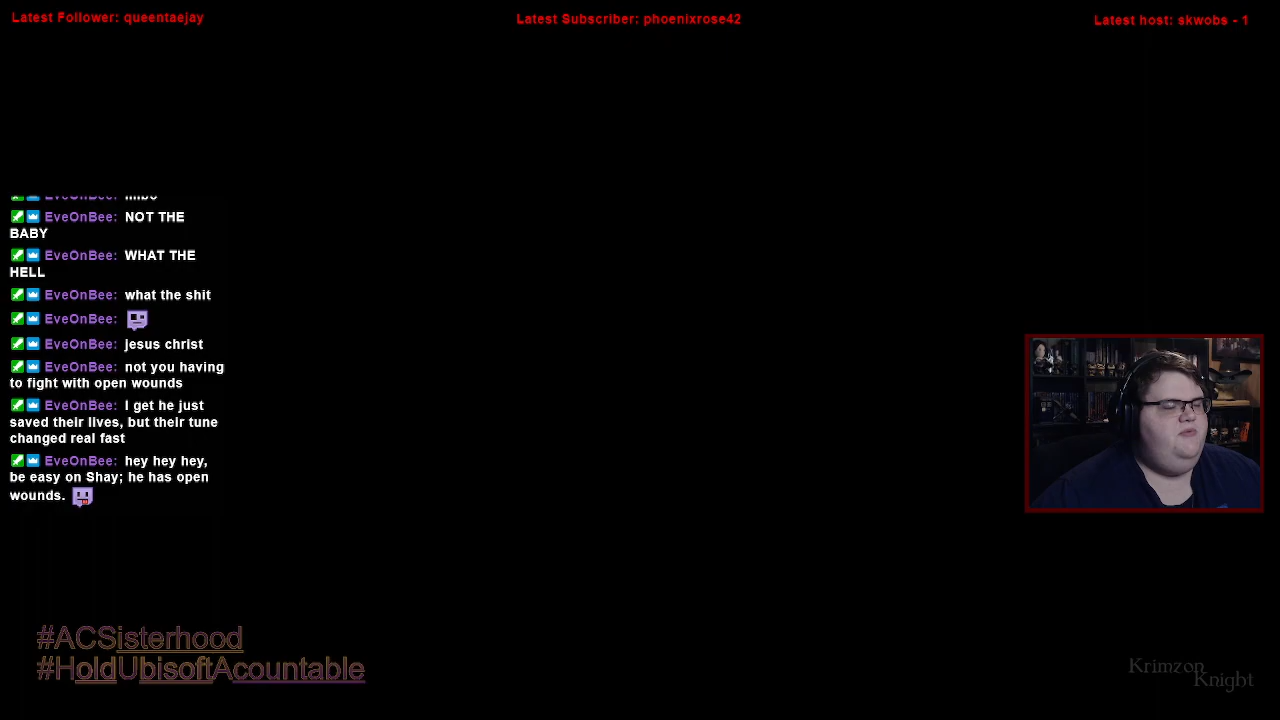 Latest Follower: queentaejay
Latest Subscriber: phoenixrose42
Latest host: skwobs - 1
EveOnBee:
EveOnBee: NOT THE
BABY
EveOnBee: WHAT THE
HELL
EveOnBee: what the shit
EveOnBee:
EveOnBee: jesus christ
EveOnBee: not you having
to fight with open wounds
EveOnBee: I get he just
saved their lives, but their tune
changed real fast
EveOnBee: hey hey hey,
be easy on Shay; he has open
wounds.
#ACSisterhood
#HoldUbisoftAcountable
Krimzon
Knight